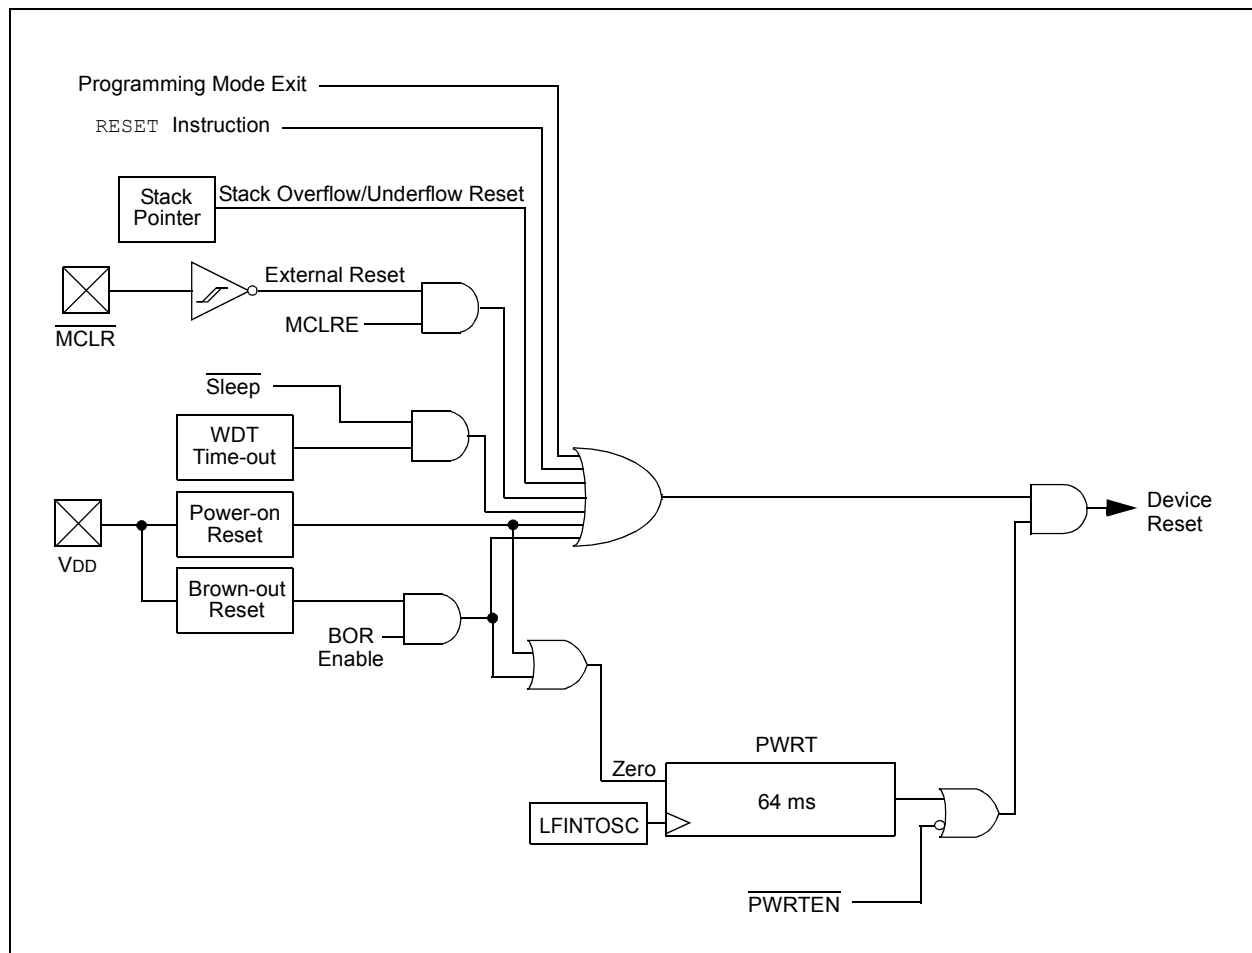 Programming Mode Exit
RESET Instruction
Stack
Pointer
Stack Overflow/Underflow Reset
External Reset
MCLR
MCLRE
Sleep
WDT
Time-out
VDD
Power-on
Reset
Brown-out
Reset
BOR
Enable
Device
Reset
PWRT
Zero
64 ms
LFINTOSC
PWRTEN